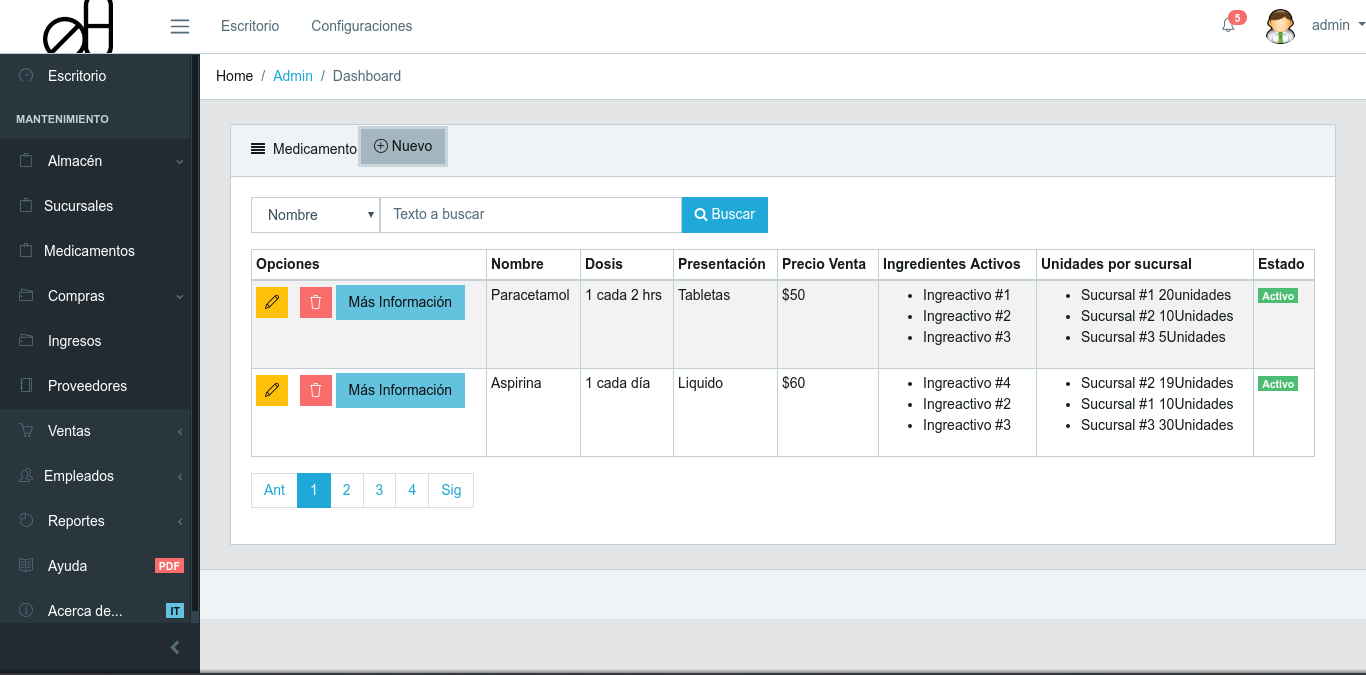 Escritorio
Configuraciones
5
admin
Escritorio
MANTENIMIENTO
Almacén
Sucursales
Medicamentos
Compras
Ingresos
Proveedores
Ventas
Empleados
Reportes
Ayuda PDF
Acerca de... IT
Home / Admin / Dashboard
Medicamento Nuevo
Nombre Texto a buscar Buscar
Opciones Nombre Dosis Presentación Precio Venta Ingredientes Activos Unidades por sucursal Estado
Más Información Paracetamol 1 cada 2 hrs Tabletas $50 Ingreactivo #1 Sucursal #1 20unidades Activo
Ingreactivo #2 Sucursal #2 10Unidades
Ingreactivo #3 Sucursal #3 5Unidades
Más Información Aspirina 1 cada día Liquido $60 Ingreactivo #4 Sucursal #2 19Unidades Activo
Ingreactivo #2 Sucursal #1 10Unidades
Ingreactivo #3 Sucursal #3 30Unidades
Ant 1 2 3 4 Sig